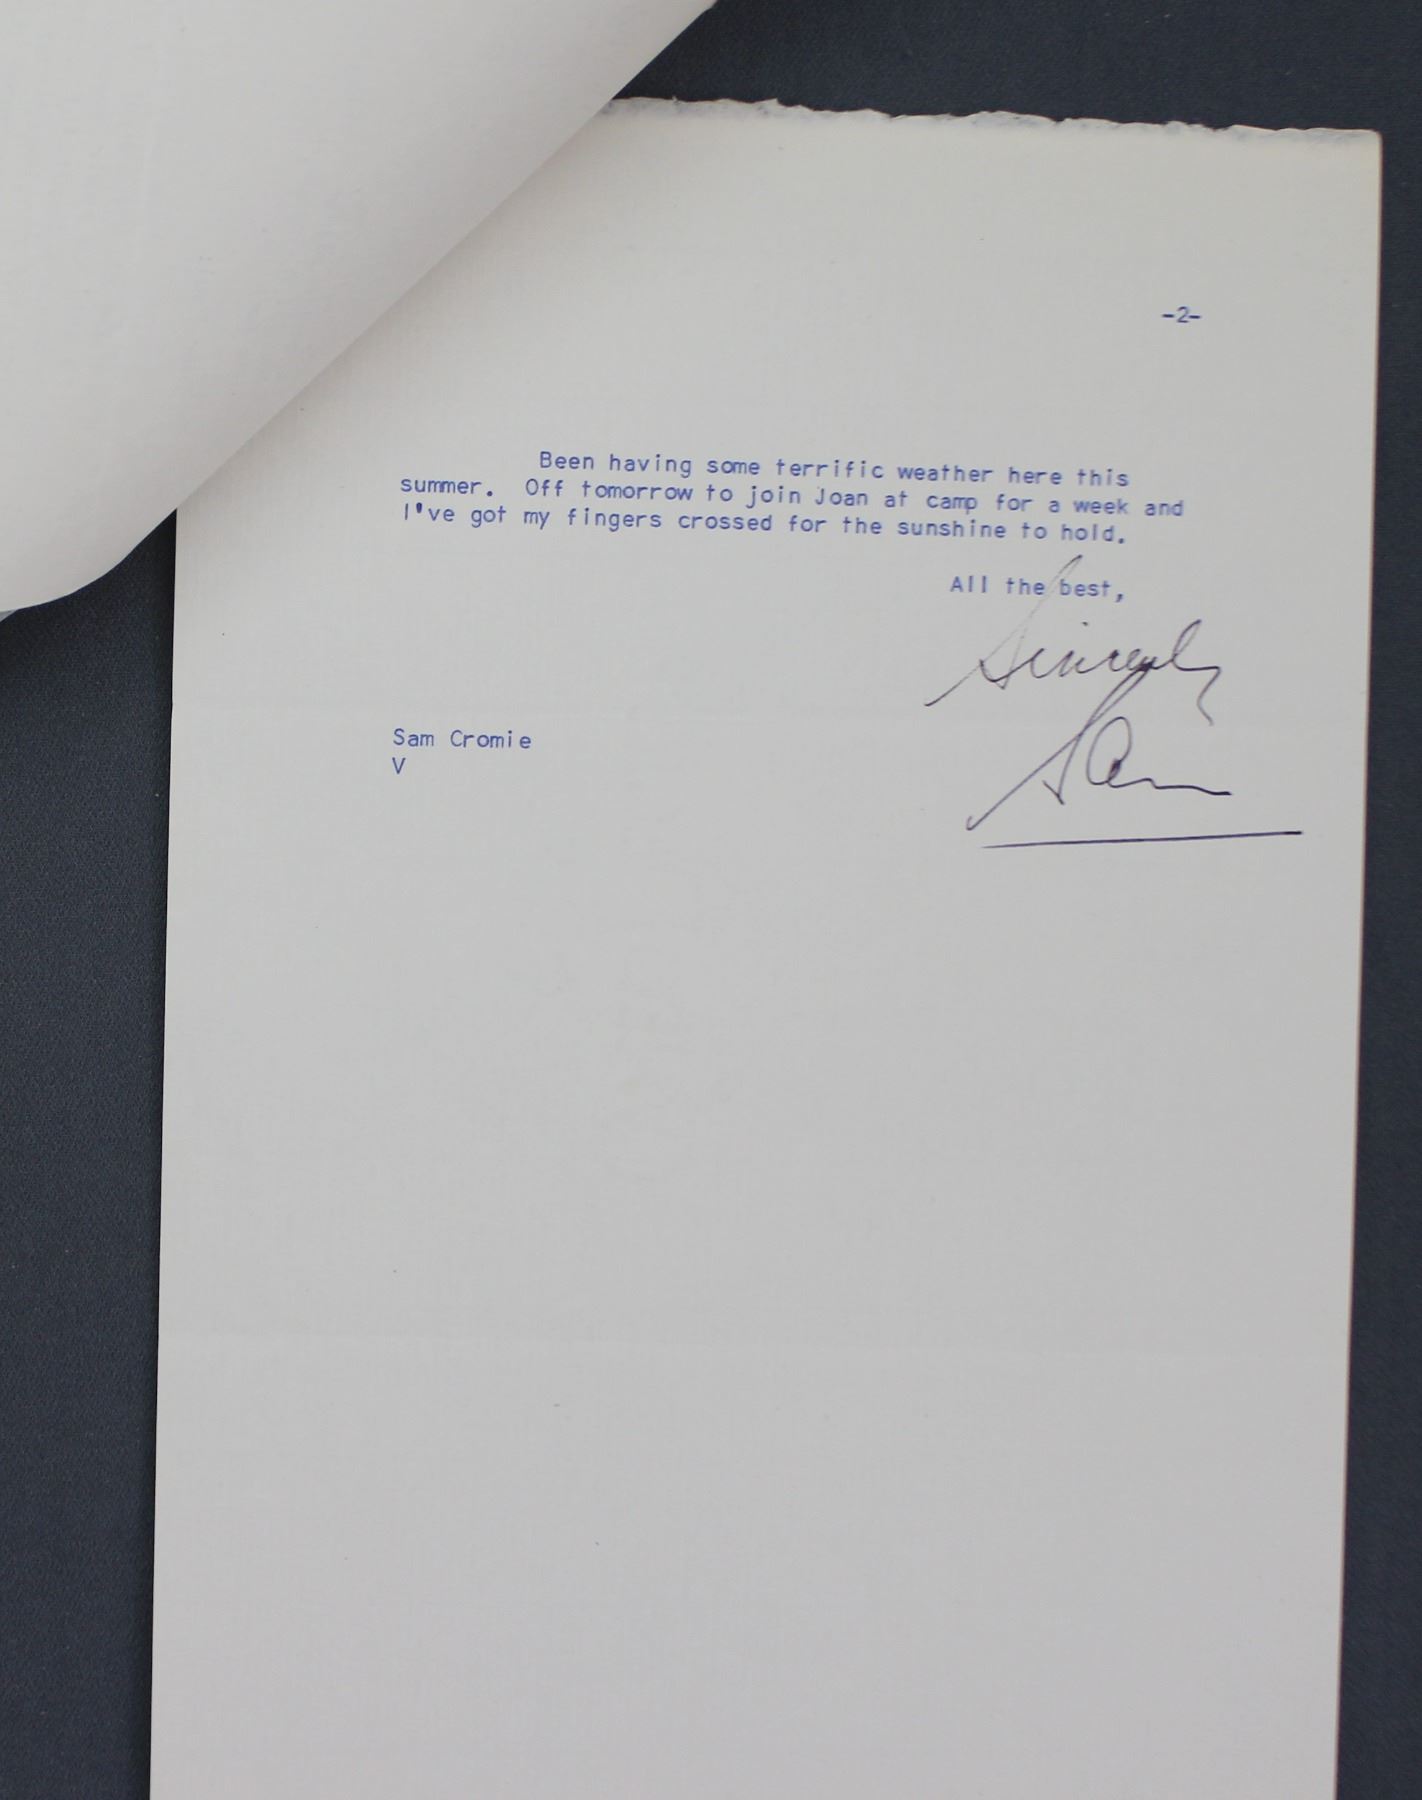 -2-
Been having some terrific weather here this
summer.  Off tomorrow to join Joan at camp for a week and
I've got my fingers crossed for the sunshine to hold.
All the best,
Sincerely
Sam
Sam Cromie
V